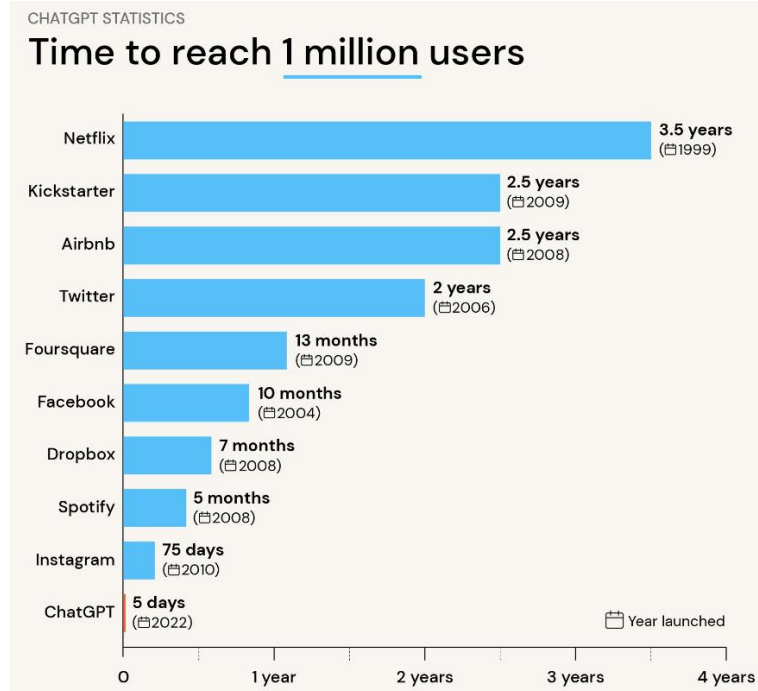 CHATGPT STATISTICS
Time to reach 1 million users
Netflix
3.5 years
(1999)
Kickstarter
2.5 years
(2009)
Airbnb
2.5 years
(2008)
Twitter
2 years
(2006)
Foursquare
13 months
(2009)
Facebook
10 months
(2004)
Dropbox
7 months
(2008)
Spotify
5 months
(2008)
Instagram
75 days
(2010)
ChatGPT
5 days
(2022)
Year launched
0 1 year 2 years 3 years 4 years